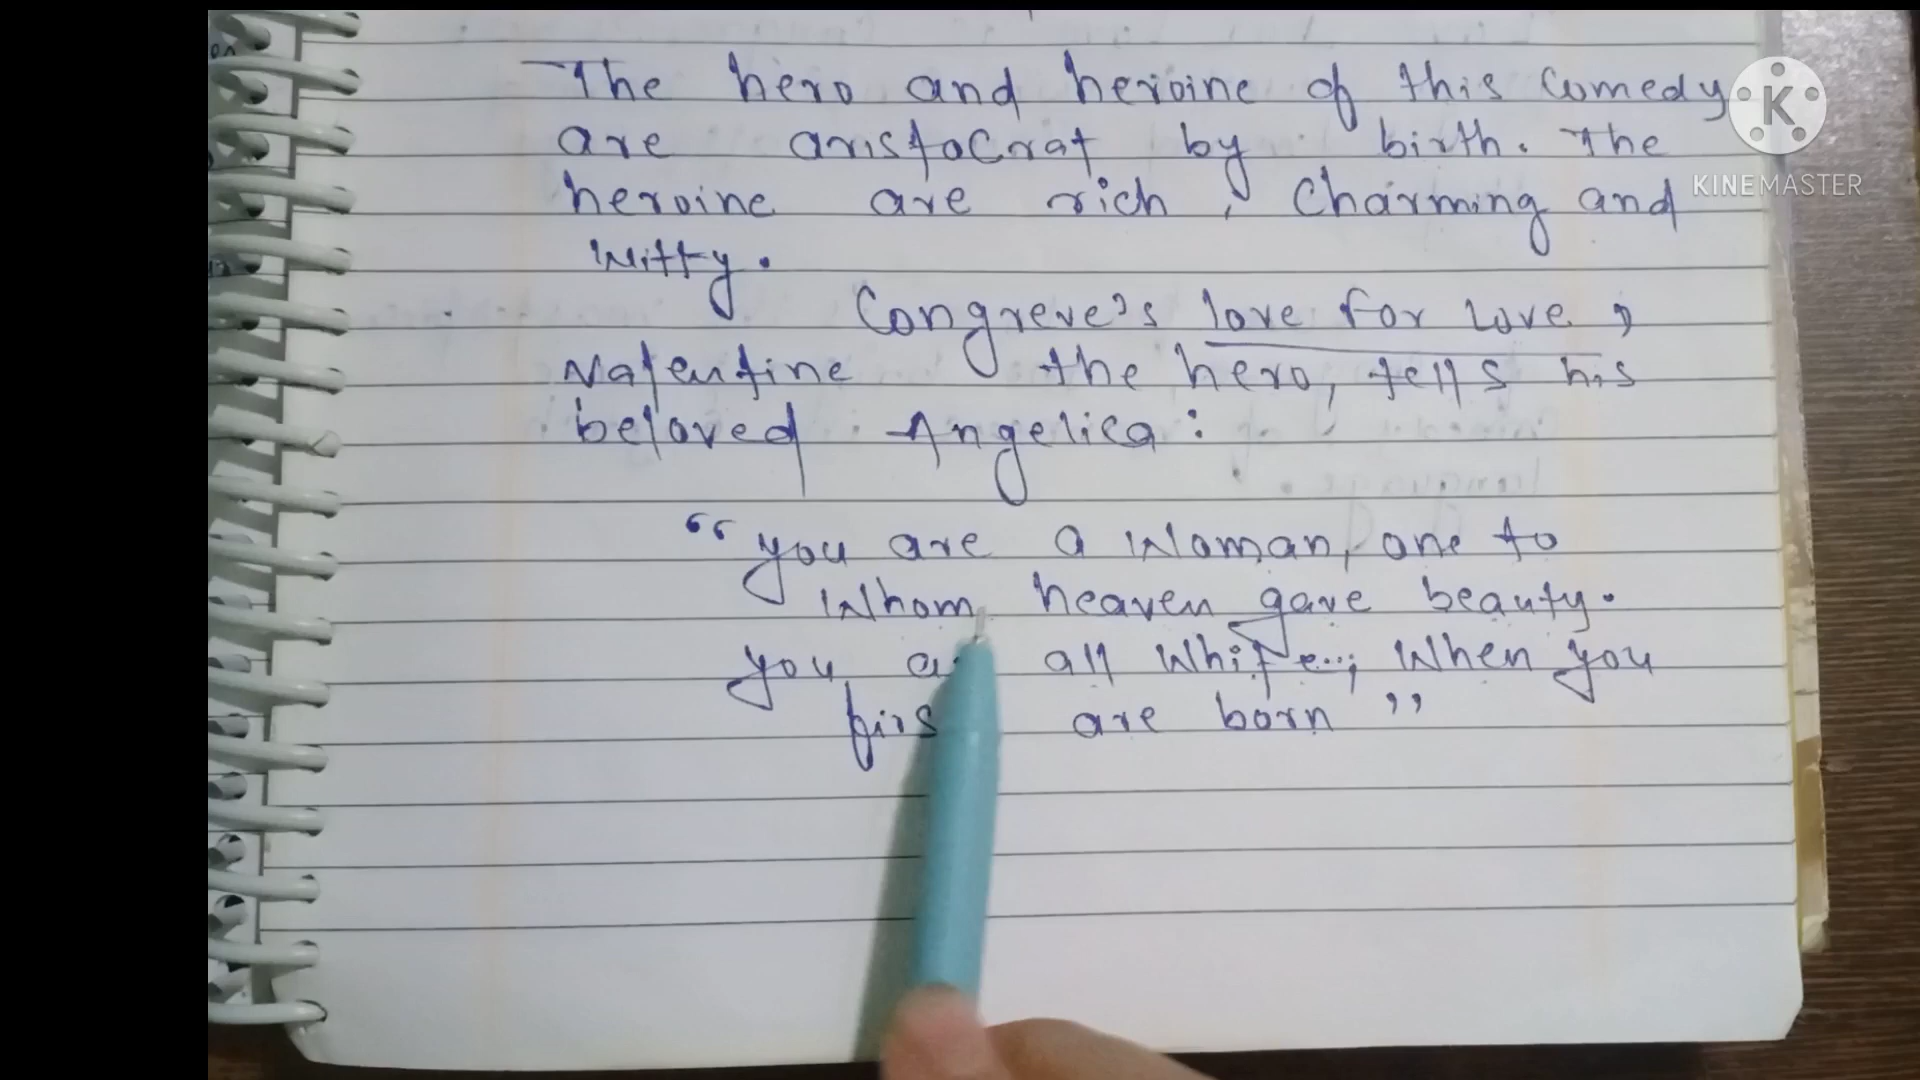 The hero and heroine of this comedy
are aristocrat by birth. The
heroine are rich, charming and
witty.
Congreve's love for Love,
Valentine the hero, tells his
beloved Angelica:
"you are a Woman, one to
Whom heaven gave beauty.
you all White...; When you
are born"
K
KINEMASTER